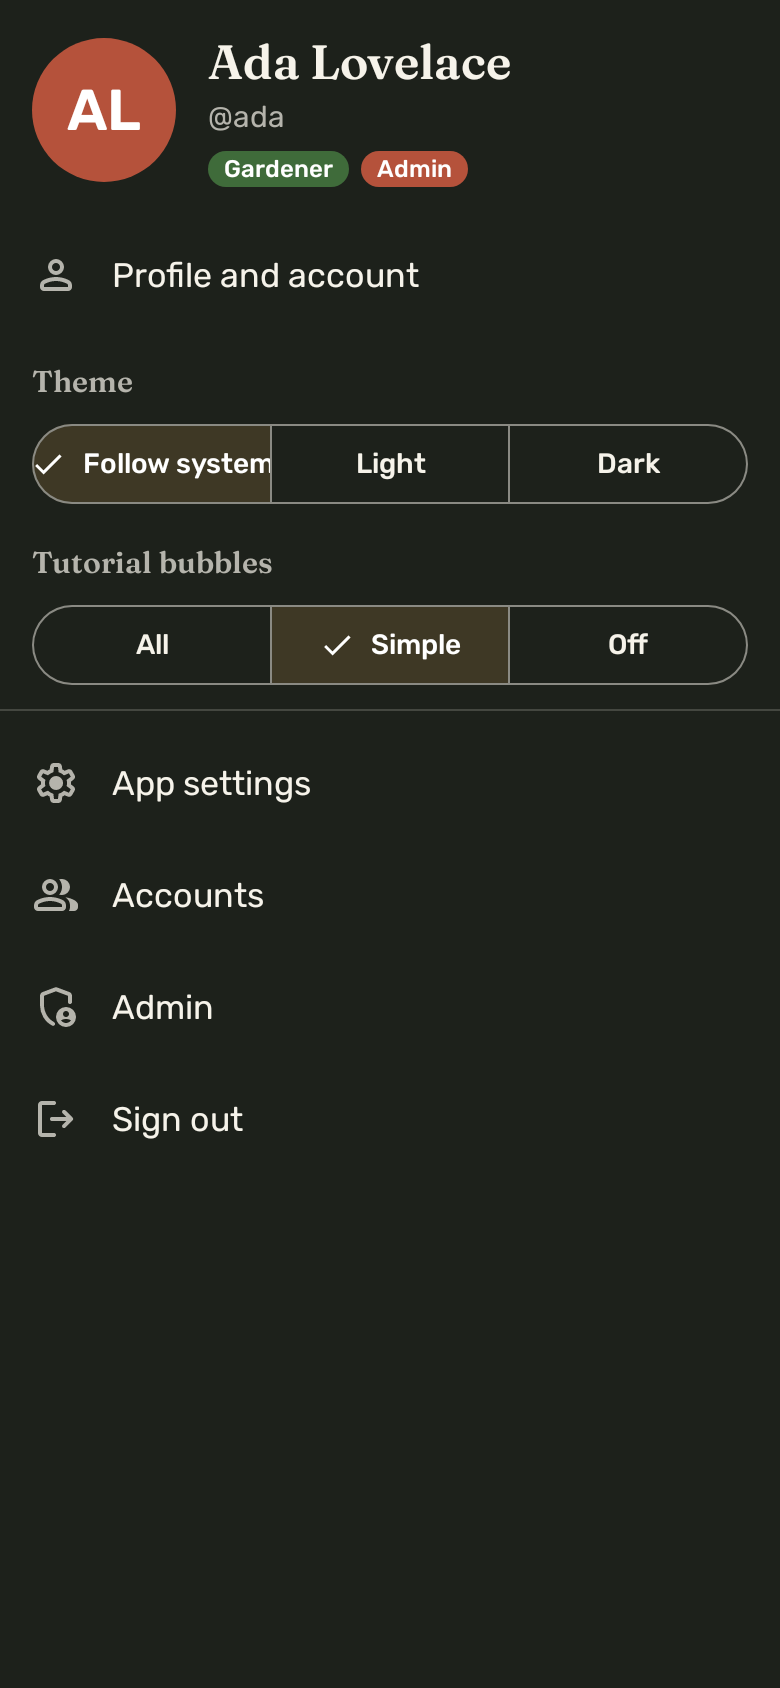 AL
Ada Lovelace
@ada
Gardener Admin
Profile and account
Theme
Follow system Light Dark
Tutorial bubbles
All Simple Off
App settings
Accounts
Admin
Sign out